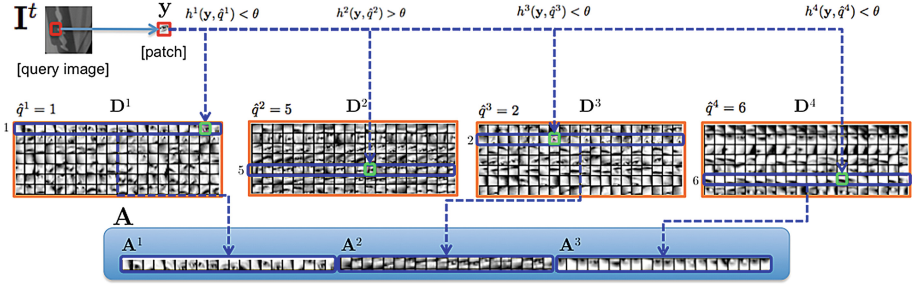 I^t
y
h^1(y, q̂^1) < θ
h^2(y, q̂^2) > θ
h^3(y, q̂^3) < θ
h^4(y, q̂^4) < θ
[query image]
[patch]
q̂^1 = 1
D^1
q̂^2 = 5
D^2
q̂^3 = 2
D^3
q̂^4 = 6
D^4
1
5
2
6
A
A^1
A^2
A^3